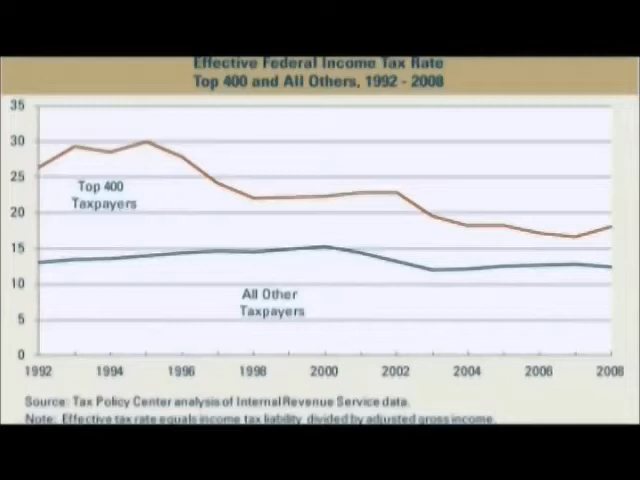 Effective Federal Income Tax Rate
Top 400 and All Others, 1992 - 2008
35
30
25
20
15
10
5
0
Top 400
Taxpayers
All Other
Taxpayers
1992 1994 1996 1998 2000 2002 2004 2006 2008
Source: Tax Policy Center analysis of Internal Revenue Service data.
Note: Effective tax rate equals income tax liability divided by adjusted gross income.